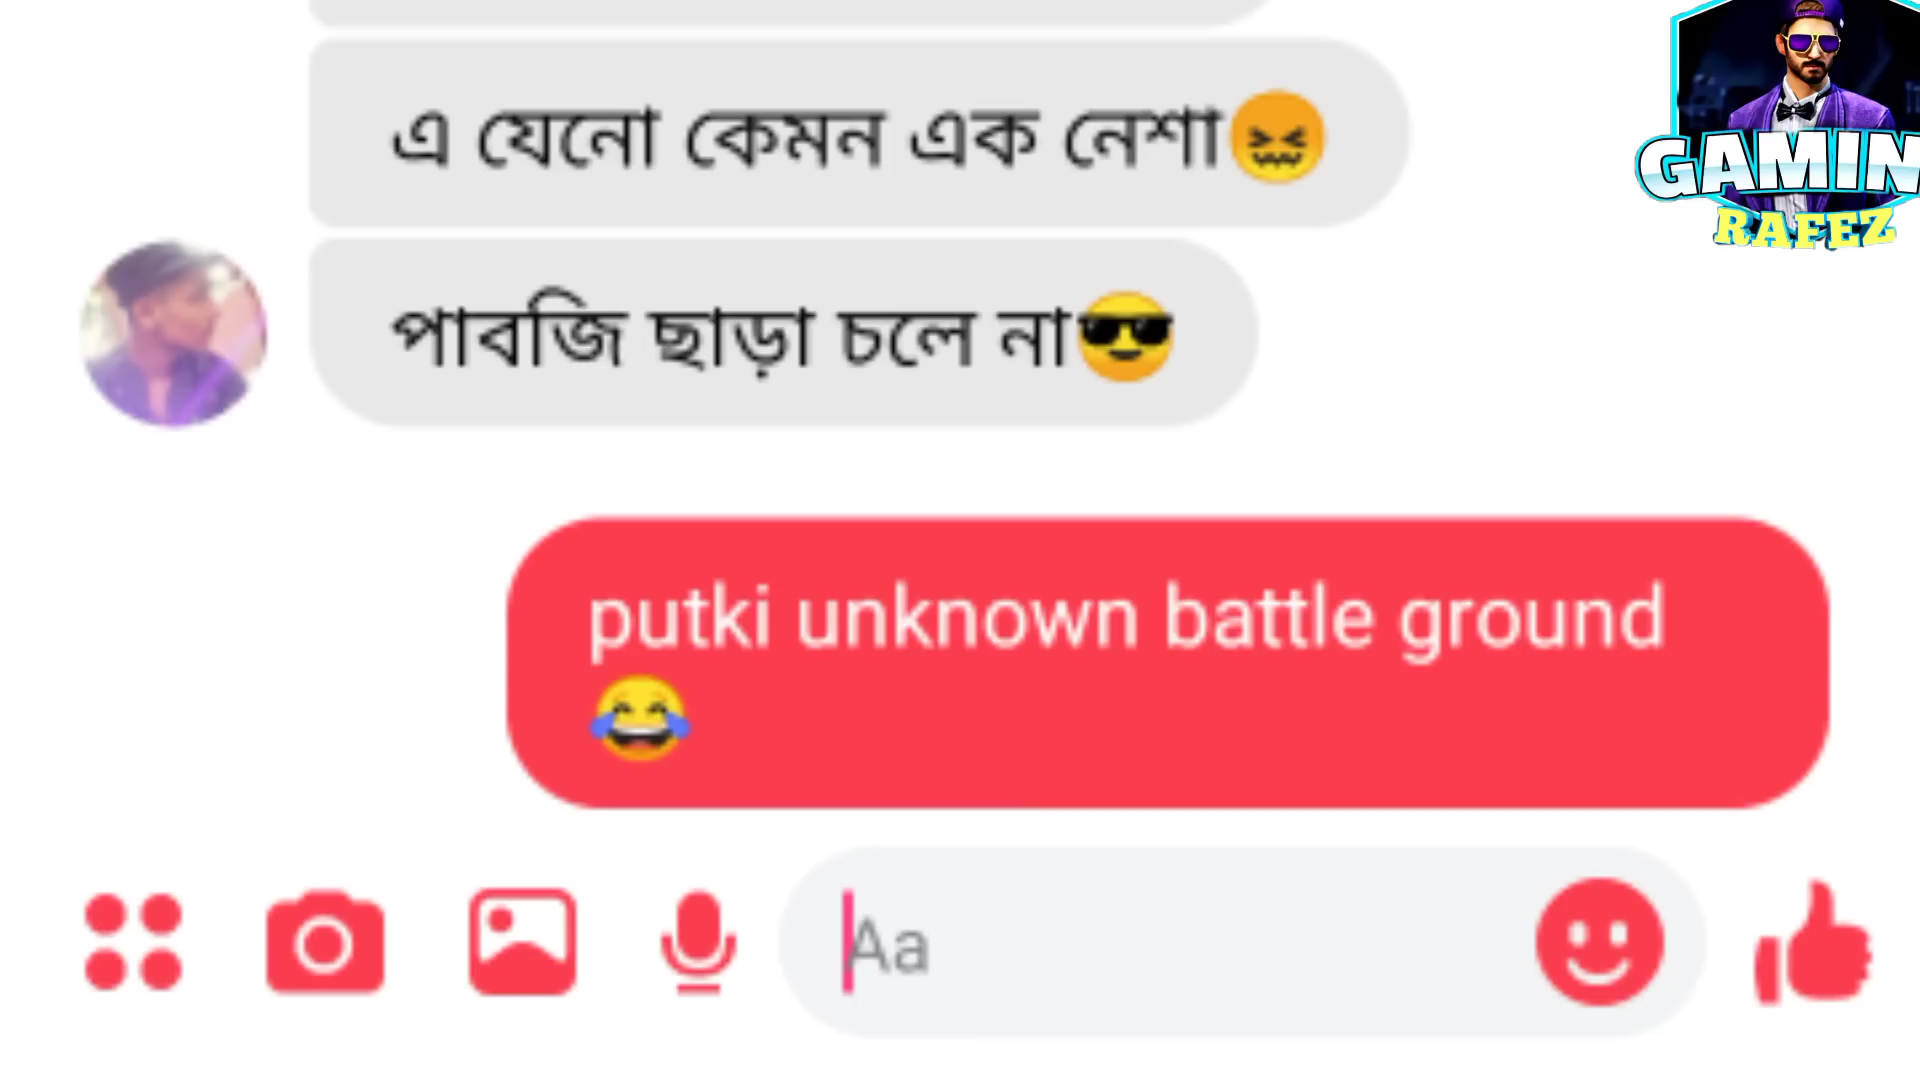 এ যেনো কেমন এক নেশা😖
পাবজি ছাড়া চলে না😎
putki unknown battle ground
😂
Aa
GAMIN
RAFEZ